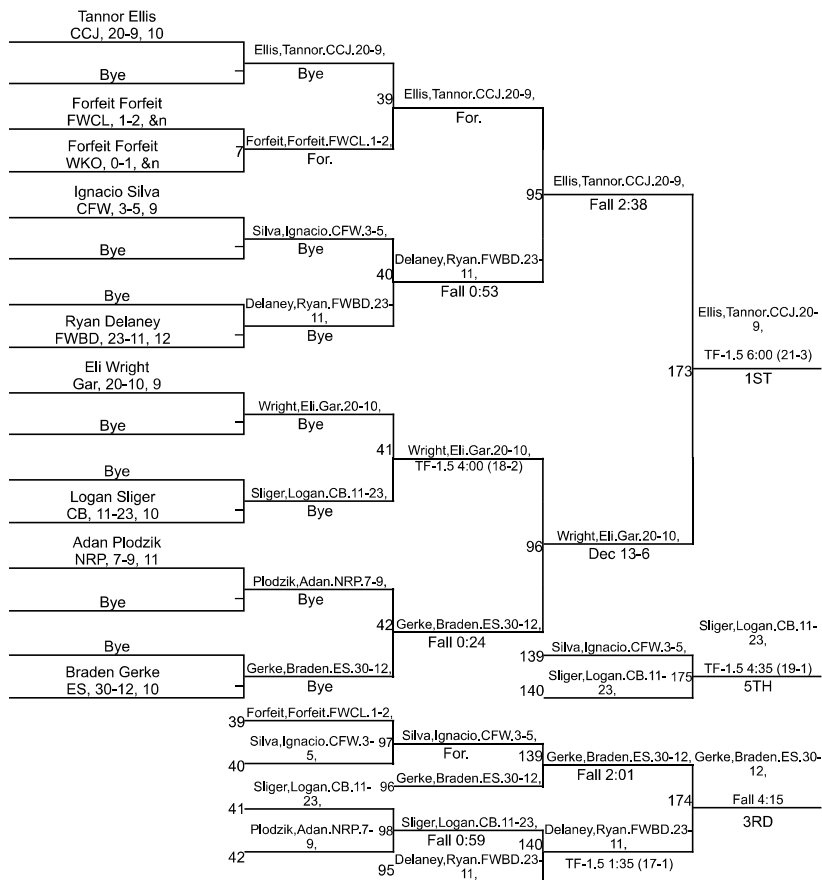 Tannor Ellis
CCJ, 20-9, 10
Bye
Forfeit Forfeit
FWCL, 1-2, &n
Forfeit Forfeit
WKO, 0-1, &n
Ignacio Silva
CFW, 3-5, 9
Bye
Bye
Ryan Delaney
FWBD, 23-11, 12
Eli Wright
Gar, 20-10, 9
Bye
Bye
Logan Sliger
CB, 11-23, 10
Adan Plodzik
NRP, 7-9, 11
Bye
Bye
Braden Gerke
ES, 30-12, 10
Ellis,Tannor.CCJ.20-9,
Bye
7
Forfeit,Forfeit.FWCL.1-2,
For.
Silva,Ignacio.CFW.3-5,
Bye
Delaney,Ryan.FWBD.23-
11,
Bye
Wright,Eli.Gar.20-10,
Bye
Sliger,Logan.CB.11-23,
Bye
Plodzik,Adan.NRP.7-9,
Bye
Gerke,Braden.ES.30-12,
Bye
39
Ellis,Tannor.CCJ.20-9,
For.
40
Delaney,Ryan.FWBD.23-
11,
Fall 0:53
41
Wright,Eli.Gar.20-10,
TF-1.5 4:00 (18-2)
42
Gerke,Braden.ES.30-12,
Fall 0:24
95
Ellis,Tannor.CCJ.20-9,
Fall 2:38
96
Wright,Eli.Gar.20-10,
Dec 13-6
173
Ellis,Tannor.CCJ.20-
9,
TF-1.5 6:00 (21-3)
1ST
139
Silva,Ignacio.CFW.3-5,
140
Sliger,Logan.CB.11-
23,
175
Sliger,Logan.CB.11-
23,
TF-1.5 4:35 (19-1)
5TH
39
Forfeit,Forfeit.FWCL.1-2,
40
Silva,Ignacio.CFW.3-
5,
41
Sliger,Logan.CB.11-
23,
42
Plodzik,Adan.NRP.7-
9,
97
Silva,Ignacio.CFW.3-5,
For.
96
Gerke,Braden.ES.30-12,
98
Sliger,Logan.CB.11-23,
Fall 0:59
95
Delaney,Ryan.FWBD.23-
11,
139
Gerke,Braden.ES.30-12,
Fall 2:01
140
Delaney,Ryan.FWBD.23-
11,
TF-1.5 1:35 (17-1)
174
Gerke,Braden.ES.30-
12,
Fall 4:15
3RD